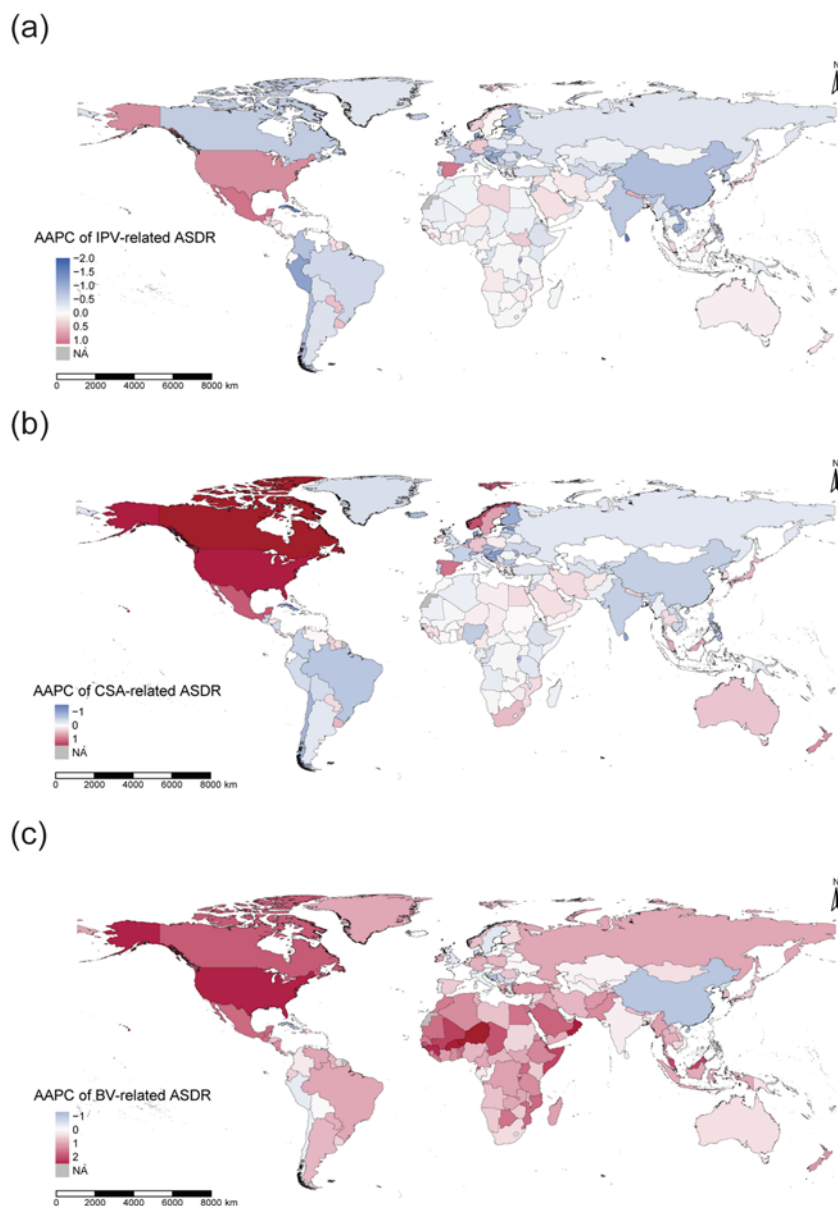 (a)
N
AAPC of IPV-related ASDR
−2.0
−1.5
−1.0
−0.5
0.0
0.5
1.0
NA
0 2000 4000 6000 8000 km
(b)
N
AAPC of CSA-related ASDR
−1
0
1
NA
0 2000 4000 6000 8000 km
(c)
N
AAPC of BV-related ASDR
−1
0
1
2
NA
0 2000 4000 6000 8000 km